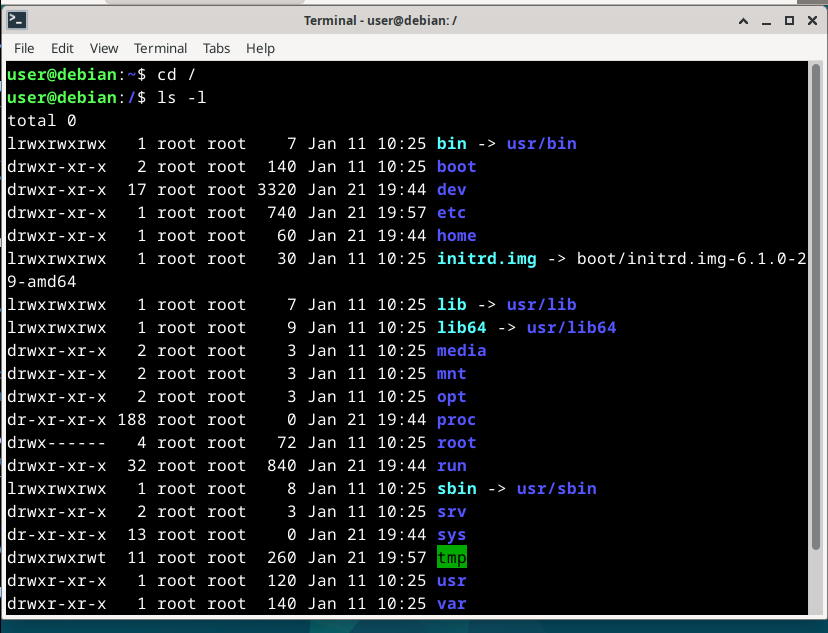 Terminal - user@debian: /
File Edit View Terminal Tabs Help
user@debian:~$ cd /
user@debian:/$ ls -l
total 0
lrwxrwxrwx   1 root root    7 Jan 11 10:25 bin -> usr/bin
drwxr-xr-x   2 root root  140 Jan 11 10:25 boot
drwxr-xr-x  17 root root 3320 Jan 21 19:44 dev
drwxr-xr-x   1 root root  740 Jan 21 19:57 etc
drwxr-xr-x   1 root root   60 Jan 21 19:44 home
lrwxrwxrwx   1 root root   30 Jan 11 10:25 initrd.img -> boot/initrd.img-6.1.0-2
9-amd64
lrwxrwxrwx   1 root root    7 Jan 11 10:25 lib -> usr/lib
lrwxrwxrwx   1 root root    9 Jan 11 10:25 lib64 -> usr/lib64
drwxr-xr-x   2 root root    3 Jan 11 10:25 media
drwxr-xr-x   2 root root    3 Jan 11 10:25 mnt
drwxr-xr-x   2 root root    3 Jan 11 10:25 opt
dr-xr-xr-x 188 root root    0 Jan 21 19:44 proc
drwx------   4 root root   72 Jan 11 10:25 root
drwxr-xr-x  32 root root  840 Jan 21 19:44 run
lrwxrwxrwx   1 root root    8 Jan 11 10:25 sbin -> usr/sbin
drwxr-xr-x   2 root root    3 Jan 11 10:25 srv
dr-xr-xr-x  13 root root    0 Jan 21 19:44 sys
drwxrwxrwt  11 root root  260 Jan 21 19:57 tmp
drwxr-xr-x   1 root root  120 Jan 11 10:25 usr
drwxr-xr-x   1 root root  140 Jan 11 10:25 var